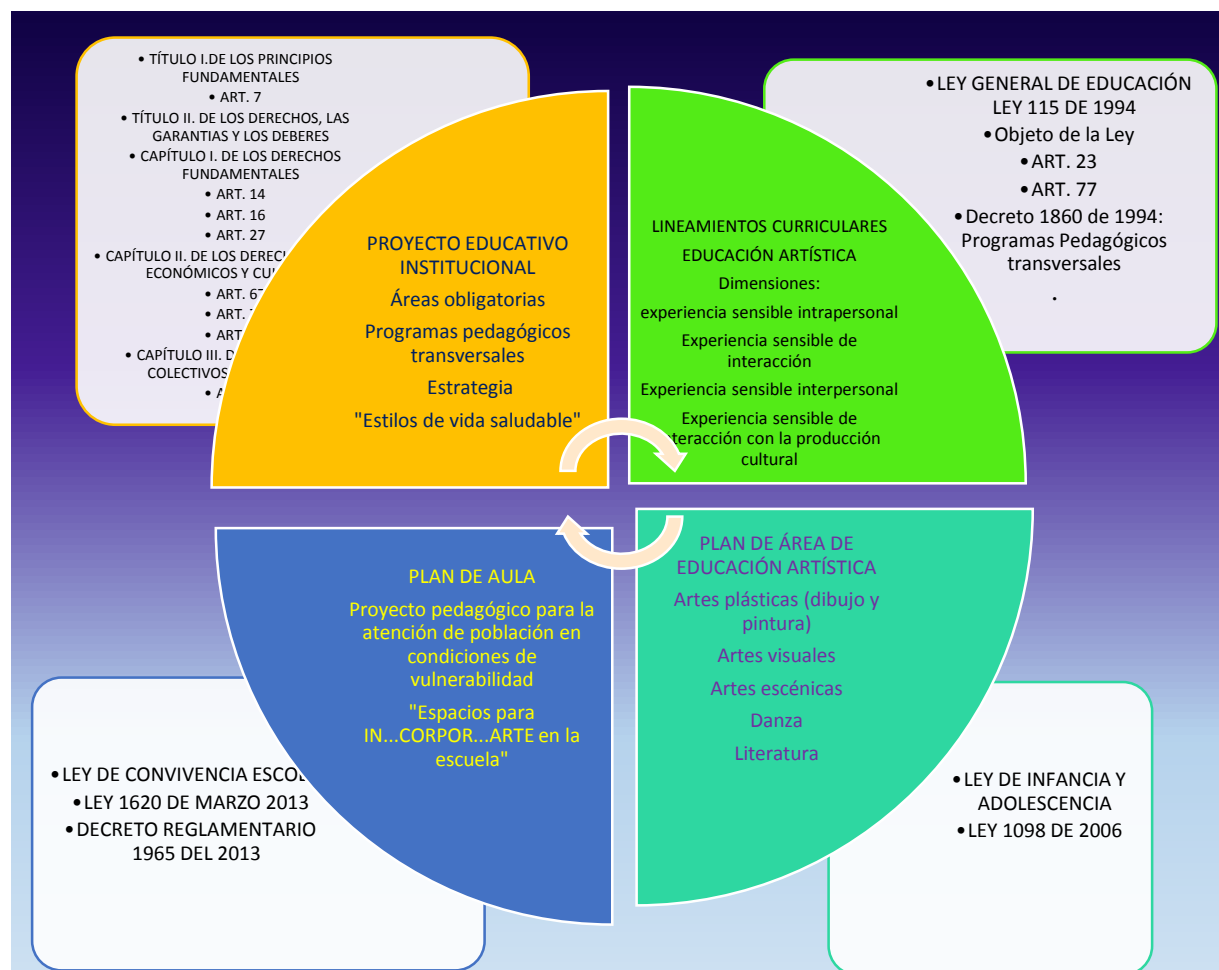 • TÍTULO I.DE LOS PRINCIPIOS
FUNDAMENTALES
• ART. 7
• TÍTULO II. DE LOS DERECHOS, LAS
GARANTIAS Y LOS DEBERES
• CAPÍTULO I. DE LOS DERECHOS
FUNDAMENTALES
• ART. 14
• ART. 16
• ART. 27
• CAPÍTULO II. DE LOS
ECONÓMICOS Y
• ART.
• ART.
• ART
• CAPÍTULO III.
COLECTIVOS
•
PROYECTO EDUCATIVO
INSTITUCIONAL
Áreas obligatorias
Programas pedagógicos
transversales
Estrategia
"Estilos de vida saludable"
LINEAMIENTOS CURRICULARES
EDUCACIÓN ARTÍSTICA
Dimensiones:
experiencia sensible intrapersonal
Experiencia sensible de
interacción
Experiencia sensible interpersonal
Experiencia sensible de
interacción con la producción
cultural
•LEY GENERAL DE EDUCACIÓN
LEY 115 DE 1994
•Objeto de la Ley
•ART. 23
•ART. 77
•Decreto 1860 de 1994:
Programas Pedagógicos
transversales
.
PLAN DE AULA
Proyecto pedagógico para la
atención de población en
condiciones de
vulnerabilidad
"Espacios para
IN...CORPOR...ARTE en la
escuela"
PLAN DE ÁREA DE
EDUCACIÓN ARTÍSTICA
Artes plásticas (dibujo y
pintura)
Artes visuales
Artes escénicas
Danza
Literatura
•LEY DE CONVIVENCIA
•LEY 1620 DE MARZO 2013
•DECRETO REGLAMENTARIO
1965 DEL 2013
•LEY DE INFANCIA Y
ADOLESCENCIA
•LEY 1098 DE 2006